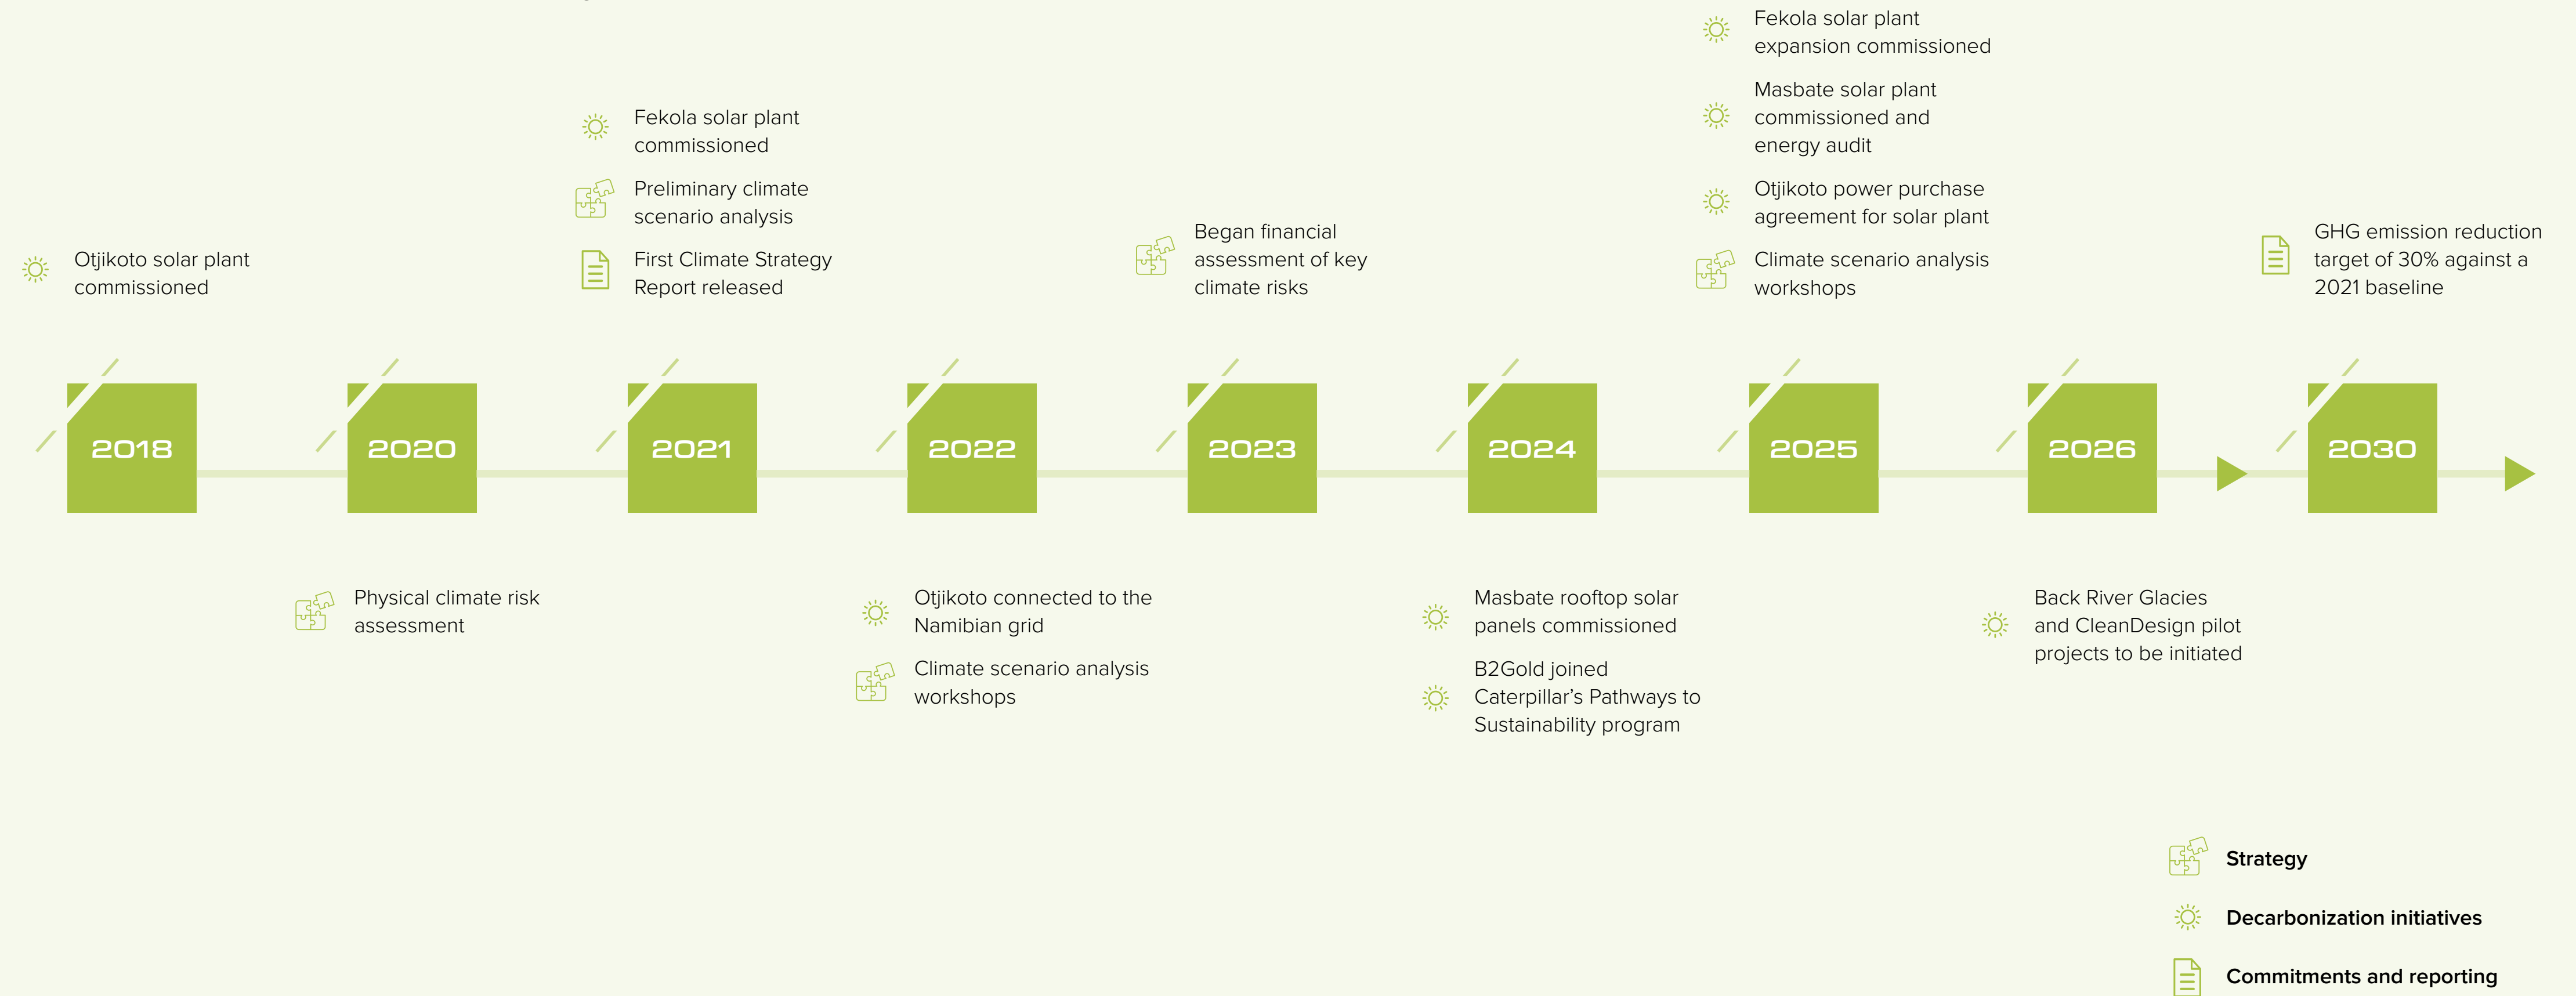 Otjikoto solar plant
commissioned
Fekola solar plant
commissioned
Preliminary climate
scenario analysis
First Climate Strategy
Report released
Began financial
assessment of key
climate risks
Fekola solar plant
expansion commissioned
Masbate solar plant
commissioned and
energy audit
Otjikoto power purchase
agreement for solar plant
Climate scenario analysis
workshops
GHG emission reduction
target of 30% against a
2021 baseline
2018
2020
2021
2022
2023
2024
2025
2026
2030
Physical climate risk
assessment
Otjikoto connected to the
Namibian grid
Climate scenario analysis
workshops
Masbate rooftop solar
panels commissioned
B2Gold joined
Caterpillar’s Pathways to
Sustainability program
Back River Glacies
and CleanDesign pilot
projects to be initiated
Strategy
Decarbonization initiatives
Commitments and reporting